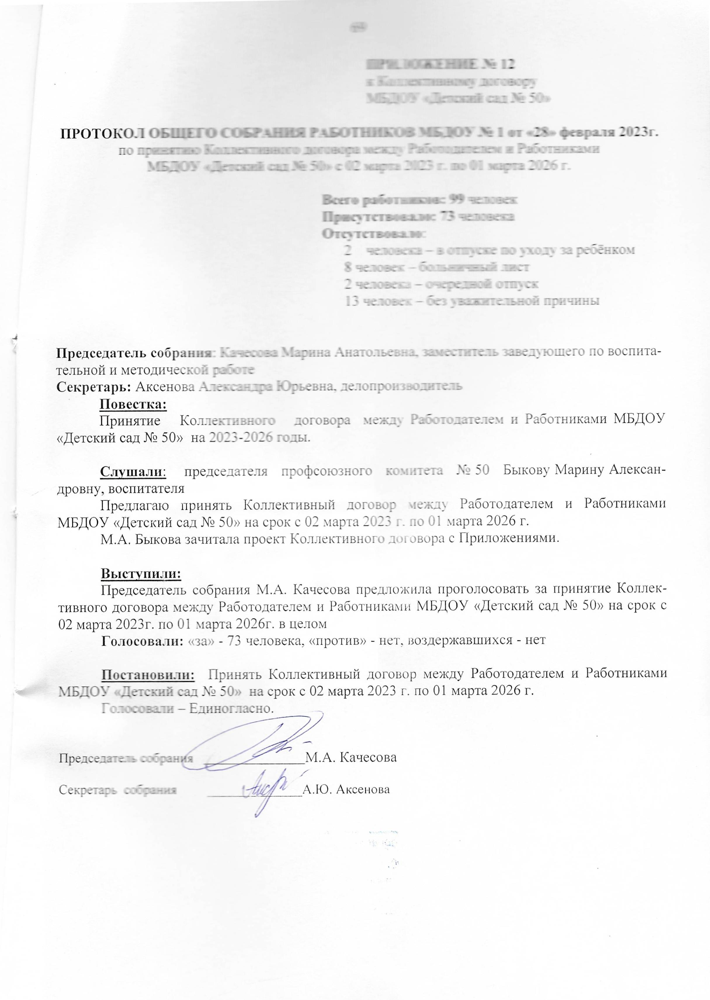 ПРИЛОЖЕНИЕ № 12
к Коллективному договору
МБДОУ «Детский сад № 50»
ПРОТОКОЛ ОБЩЕГО СОБРАНИЯ РАБОТНИКОВ МБДОУ № 1 от «28» февраля 2023г.
по принятию Коллективного договора между Работодателем и Работниками
МБДОУ «Детский сад № 50» с 02 марта 2023 г. по 01 марта 2026 г.
Всего работников: 99 человек
Присутствовало: 73 человека
Отсутствовало:
2 человека – в отпуске по уходу за ребёнком
8 человек – больничный лист
2 человека – очередной отпуск
13 человек – без уважительной причины
Председатель собрания: Качесова Марина Анатольевна, заместитель заведующего по воспита-
тельной и методической работе
Секретарь: Аксенова Александра Юрьевна, делопроизводитель
Повестка:
Принятие Коллективного договора между Работодателем и Работниками МБДОУ
«Детский сад № 50» на 2023-2026 годы.
Слушали: председателя профсоюзного комитета № 50 Быкову Марину Алексан-
дровну, воспитателя
Предлагаю принять Коллективный договор между Работодателем и Работниками
МБДОУ «Детский сад № 50» на срок с 02 марта 2023 г. по 01 марта 2026 г.
М.А. Быкова зачитала проект Коллективного договора с Приложениями.
Выступили:
Председатель собрания М.А. Качесова предложила проголосовать за принятие Коллек-
тивного договора между Работодателем и Работниками МБДОУ «Детский сад № 50» на срок с
02 марта 2023г. по 01 марта 2026г. в целом
Голосовали: «за» - 73 человека, «против» - нет, воздержавшихся - нет
Постановили: Принять Коллективный договор между Работодателем и Работниками
МБДОУ «Детский сад № 50» на срок с 02 марта 2023 г. по 01 марта 2026 г.
Голосовали – Единогласно.
Председатель собрания М.А. Качесова
Секретарь собрания А.Ю. Аксенова